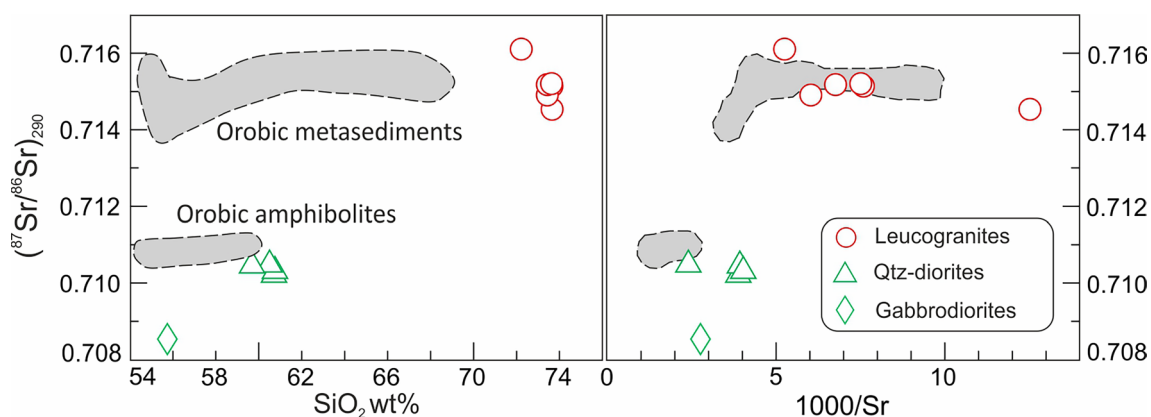 (⁸⁷Sr/⁸⁶Sr)₂₉₀
0.716
0.714
0.712
0.710
0.708
Orobic metasediments
Orobic amphibolites
54 58 62 66 70 74
SiO₂ wt%
0.716
0.714
0.712
0.710
0.708
Leucogranites
Qtz-diorites
Gabbrodiorites
0 5 10
1000/Sr